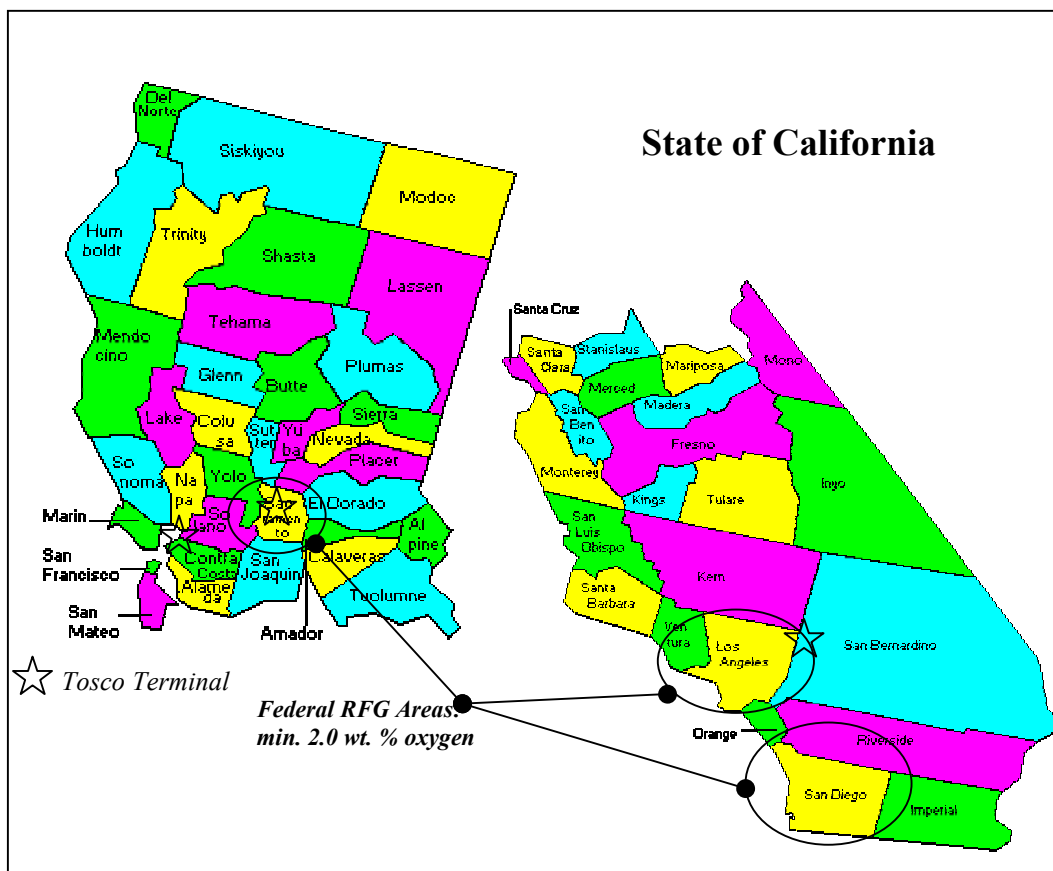 State of California
Del
Norte
Siskiyou
Modoc
Hum
boldt
Trinity
Shasta
Lassen
Tehama
Mendo
cino
Plumas
Glenn
Butte
Lake
Colu
sa
Sut
ter
Yu
ba
Sierra
Nevada
Placer
So
noma
Na
pa
Yolo
El Dorado
Marin
So
lano
Sac
ramento
Al
pine
San
Francisco
Contra
Costa
San
Joaquin
Calaveras
Alame
da
Tuolumne
San
Mateo
Amador
Santa Cruz
Santa
Clara
Stanislaus
Mariposa
Mono
Merced
San
Ben
ito
Madera
Fresno
Monterey
Kings
Tulare
Inyo
San
Luis
Obispo
Kern
Santa
Barbara
Ven
tura
Los
Angeles
San Bernardino
Orange
Riverside
San Diego
Imperial
Tosco Terminal
Federal RFG Areas:
min. 2.0 wt. % oxygen